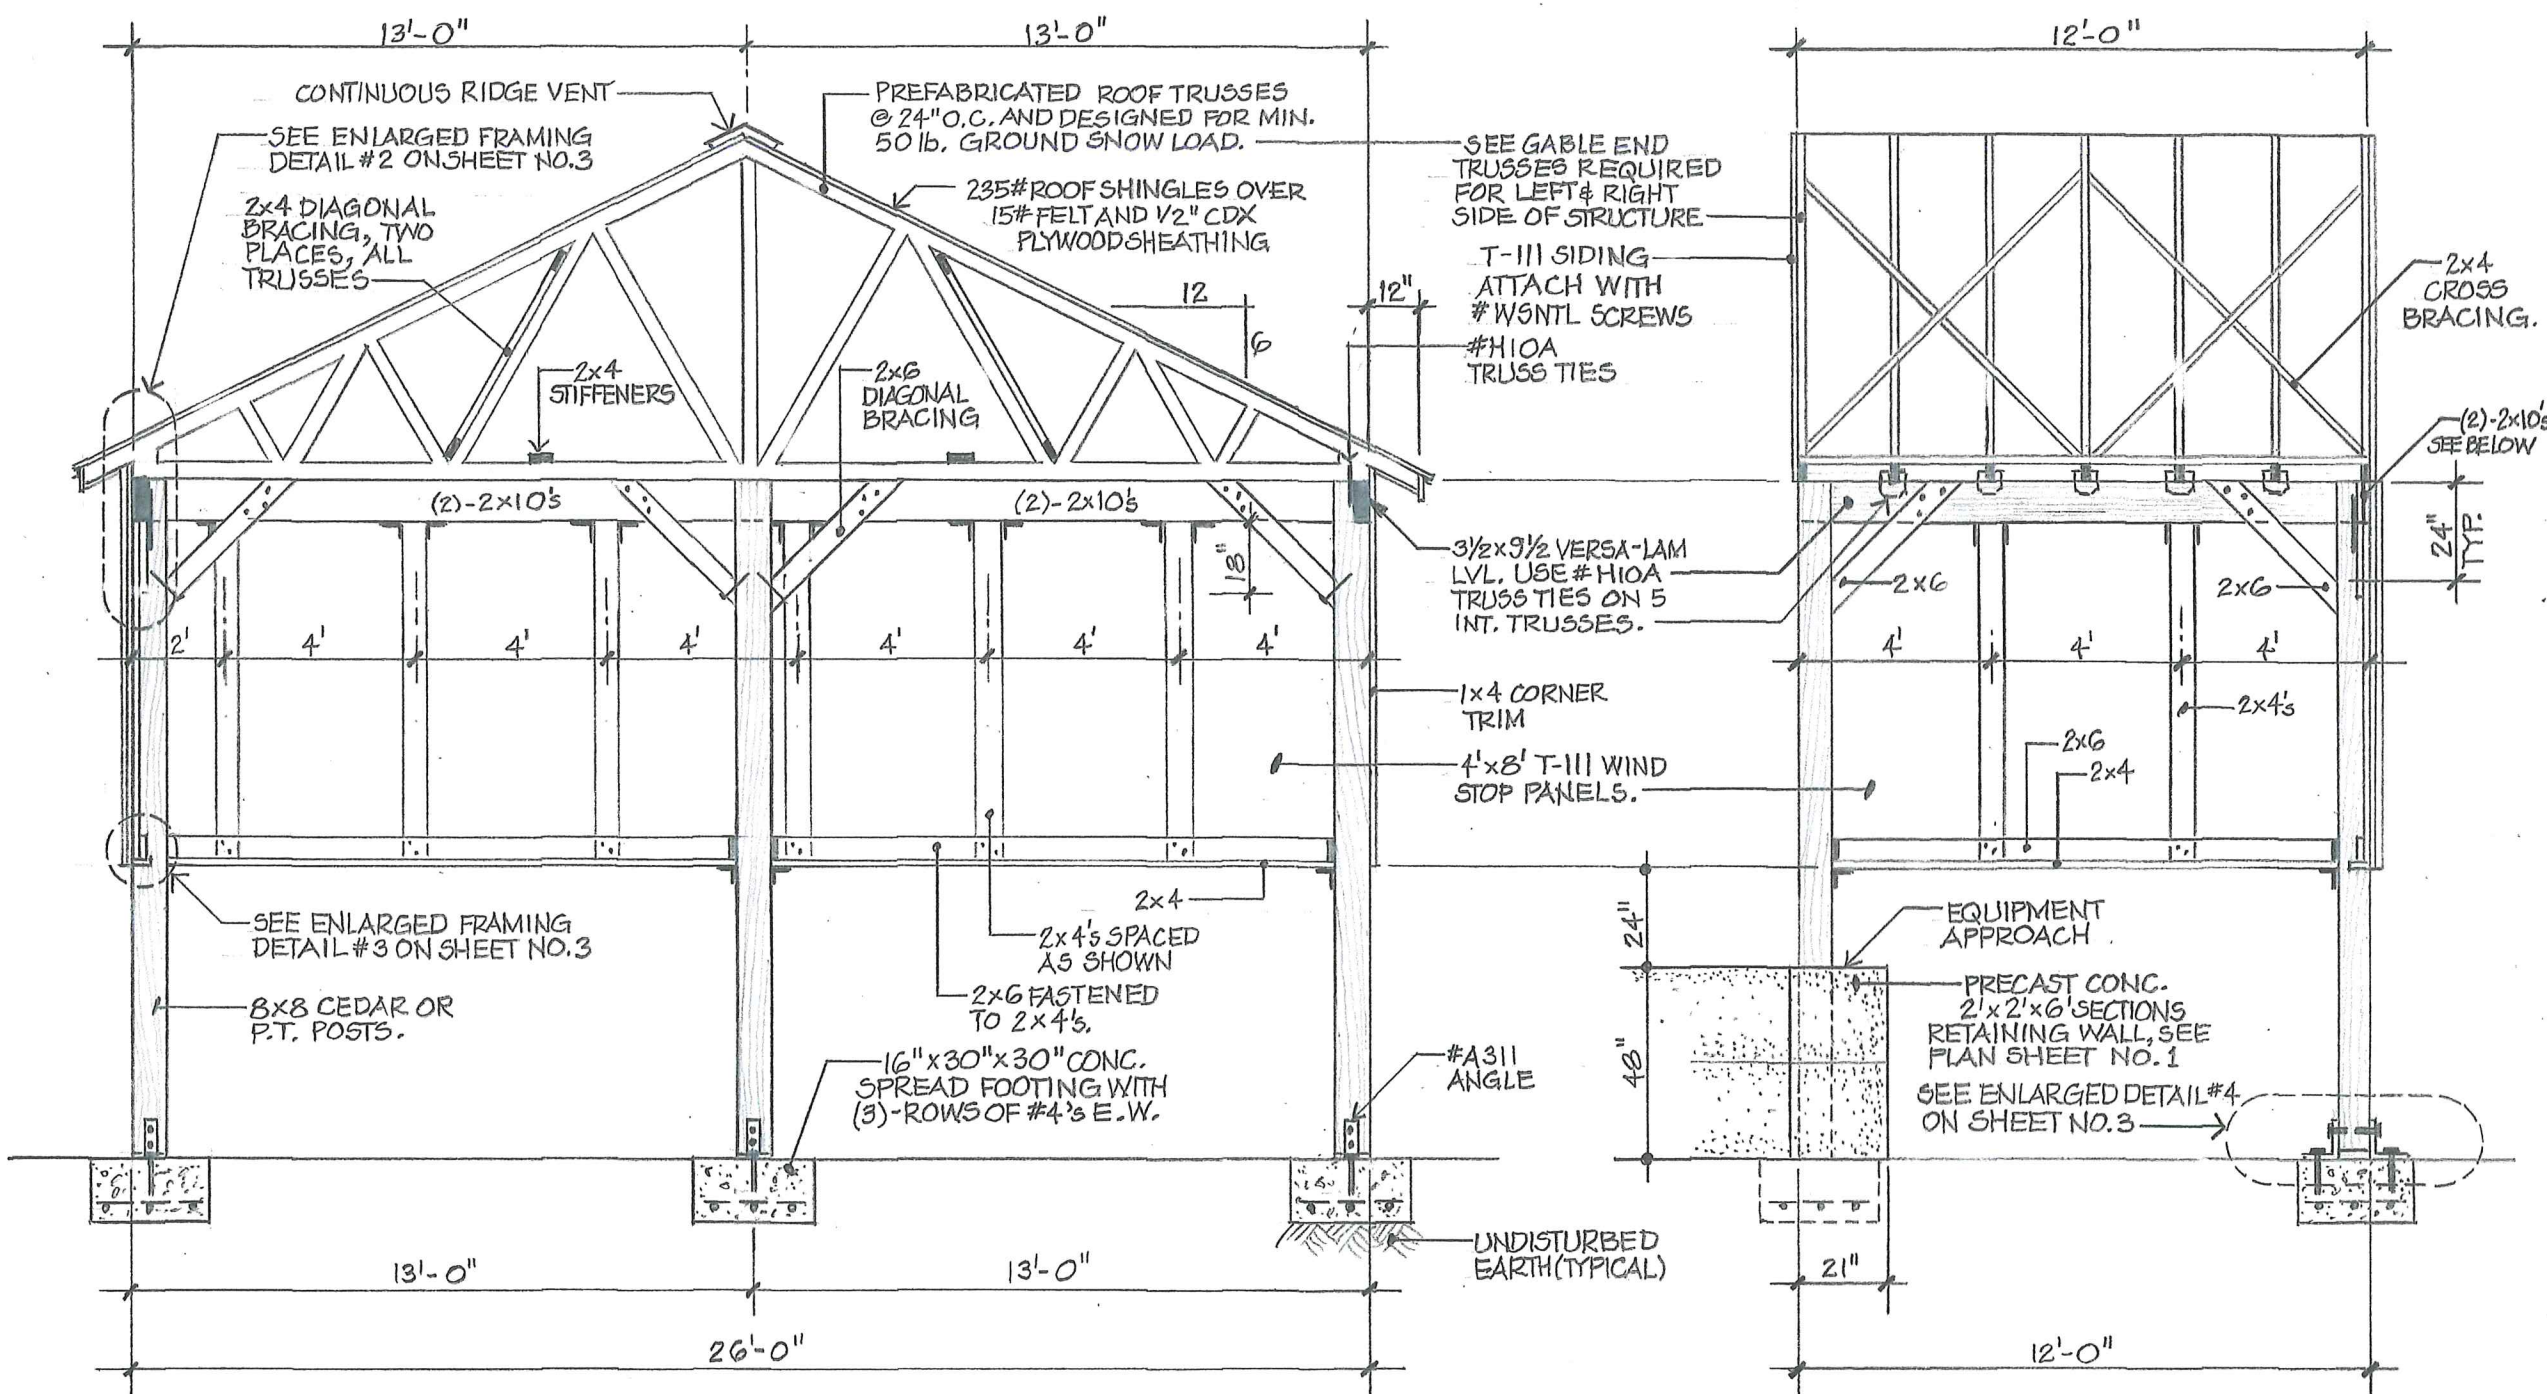 13'-0"
13'-0"
12'-0"
CONTINUOUS RIDGE VENT
SEE ENLARGED FRAMING
DETAIL #2 ON SHEET NO.3
2x4 DIAGONAL
BRACING, TWO
PLACES, ALL
TRUSSES
PREFABRICATED ROOF TRUSSES
@ 24" O.C. AND DESIGNED FOR MIN.
50 lb. GROUND SNOW LOAD.
235# ROOF SHINGLES OVER
15# FELT AND 1/2" CDX
PLYWOOD SHEATHING
SEE GABLE END
TRUSSES REQUIRED
FOR LEFT & RIGHT
SIDE OF STRUCTURE
T-111 SIDING
ATTACH WITH
#WSNTL SCREWS
#H10A
TRUSS TIES
12
6
12"
2x4
CROSS
BRACING.
2x4
STIFFENERS
2x6
DIAGONAL
BRACING
(2)-2x10's
SEE BELOW
(2)-2x10's
(2)-2x10's
18"
3 1/2 x 9 1/2 VERSA-LAM
LVL. USE #H10A
TRUSS TIES ON 5
INT. TRUSSES.
2x6
2x6
24"
TYP.
2'
4'
4'
4'
4'
4'
4'
4'
4'
4'
1x4 CORNER
TRIM
2x4's
4'x8' T-111 WIND
STOP PANELS.
2x6
2x4
SEE ENLARGED FRAMING
DETAIL #3 ON SHEET NO.3
2x4
2x4's SPACED
AS SHOWN
2x6 FASTENED
TO 2x4's.
8x8 CEDAR OR
P.T. POSTS.
16"x30"x30" CONC.
SPREAD FOOTING WITH
(3)-ROWS OF #4's E.W.
#A311
ANGLE
24"
48"
EQUIPMENT
APPROACH
PRECAST CONC.
2'x2'x6' SECTIONS
RETAINING WALL, SEE
PLAN SHEET NO.1
SEE ENLARGED DETAIL #4
ON SHEET NO.3
UNDISTURBED
EARTH (TYPICAL)
13'-0"
13'-0"
21"
26'-0"
12'-0"